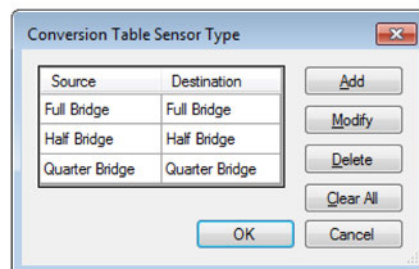 Conversion Table Sensor Type
Source Destination Add
Full Bridge Full Bridge
Modify
Half Bridge Half Bridge
Quarter Bridge Quarter Bridge Delete
Clear All
OK Cancel